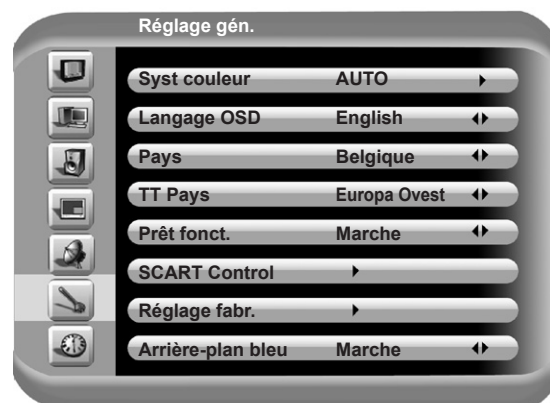 Réglage gén.
Syst couleur AUTO
Langage OSD English
Pays Belgique
TT Pays Europa Ovest
Prêt fonct. Marche
SCART Control
Réglage fabr.
Arrière-plan bleu Marche